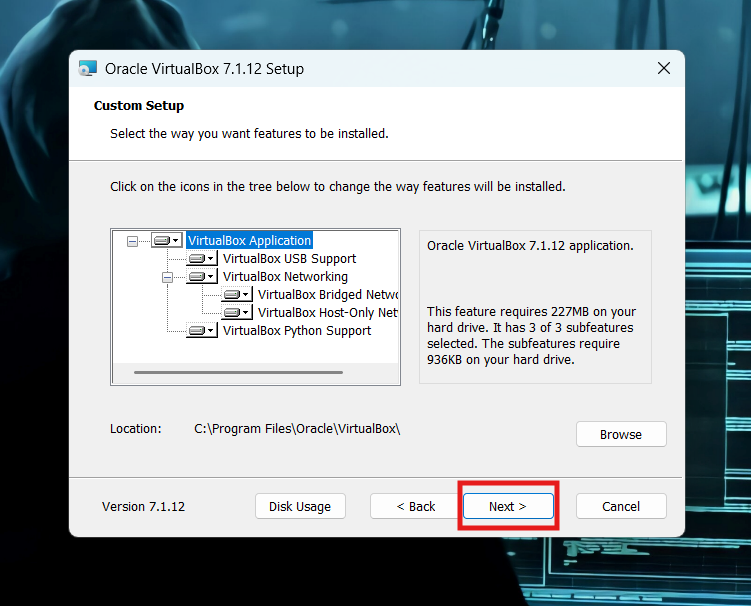 Oracle VirtualBox 7.1.12 Setup
Custom Setup
Select the way you want features to be installed.
Click on the icons in the tree below to change the way features will be installed.
VirtualBox Application
VirtualBox USB Support
VirtualBox Networking
VirtualBox Bridged Netwo
VirtualBox Host-Only Net
VirtualBox Python Support
Oracle VirtualBox 7.1.12 application.
This feature requires 227MB on your
hard drive. It has 3 of 3 subfeatures
selected. The subfeatures require
936KB on your hard drive.
Location: C:\Program Files\Oracle\VirtualBox\
Browse
Version 7.1.12
Disk Usage
< Back
Next >
Cancel